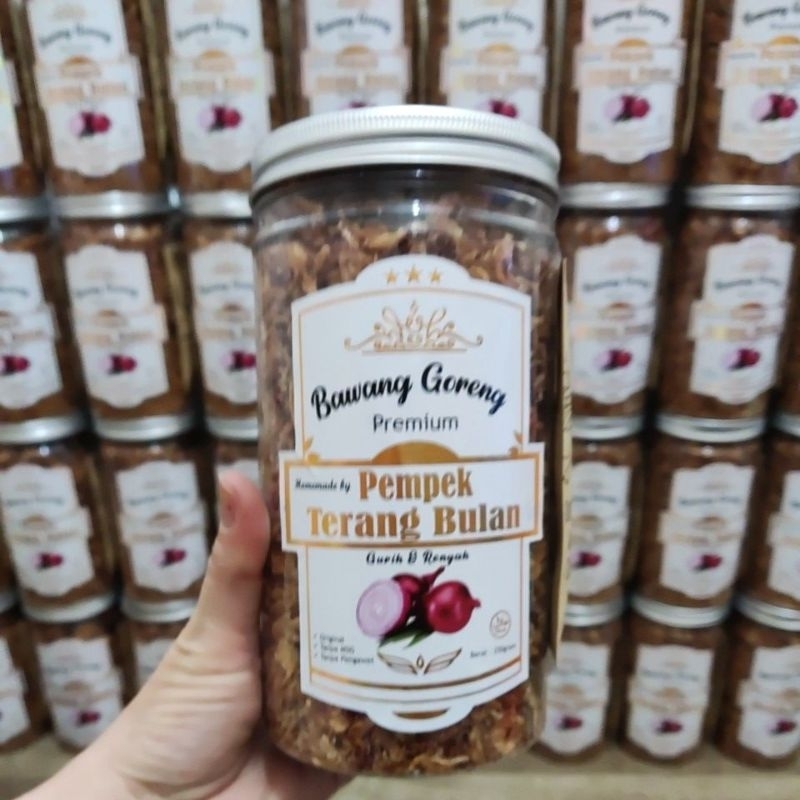 Bawang Goreng
Premium
Homemade by Pempek
Terang Bulan
Gurih & Renyah
Original
Tanpa MSG
Tanpa Pengawet